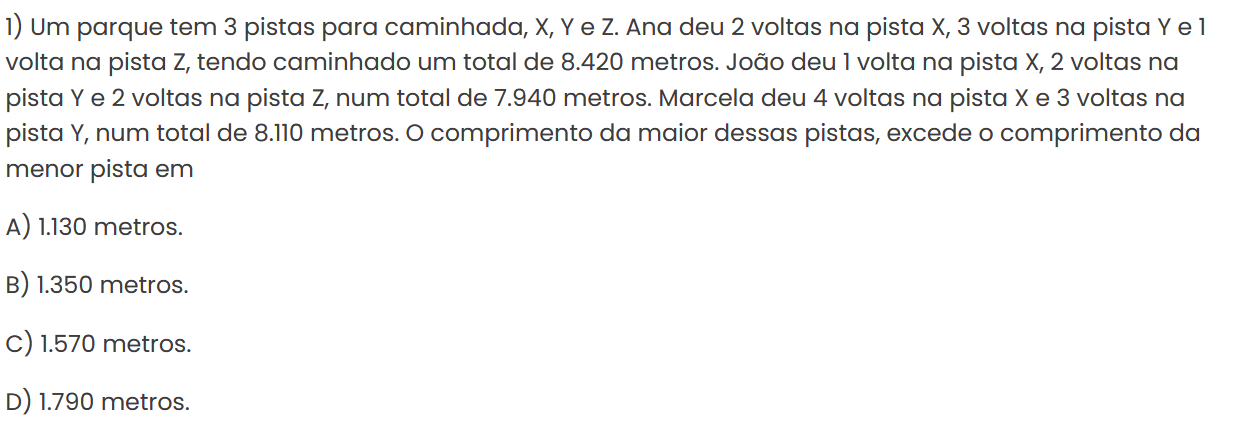 1) Um parque tem 3 pistas para caminhada, X, Y e Z. Ana deu 2 voltas na pista X, 3 voltas na pista Y e 1
volta na pista Z, tendo caminhado um total de 8.420 metros. João deu 1 volta na pista X, 2 voltas na
pista Y e 2 voltas na pista Z, num total de 7.940 metros. Marcela deu 4 voltas na pista X e 3 voltas na
pista Y, num total de 8.110 metros. O comprimento da maior dessas pistas, excede o comprimento da
menor pista em
A) 1.130 metros.
B) 1.350 metros.
C) 1.570 metros.
D) 1.790 metros.